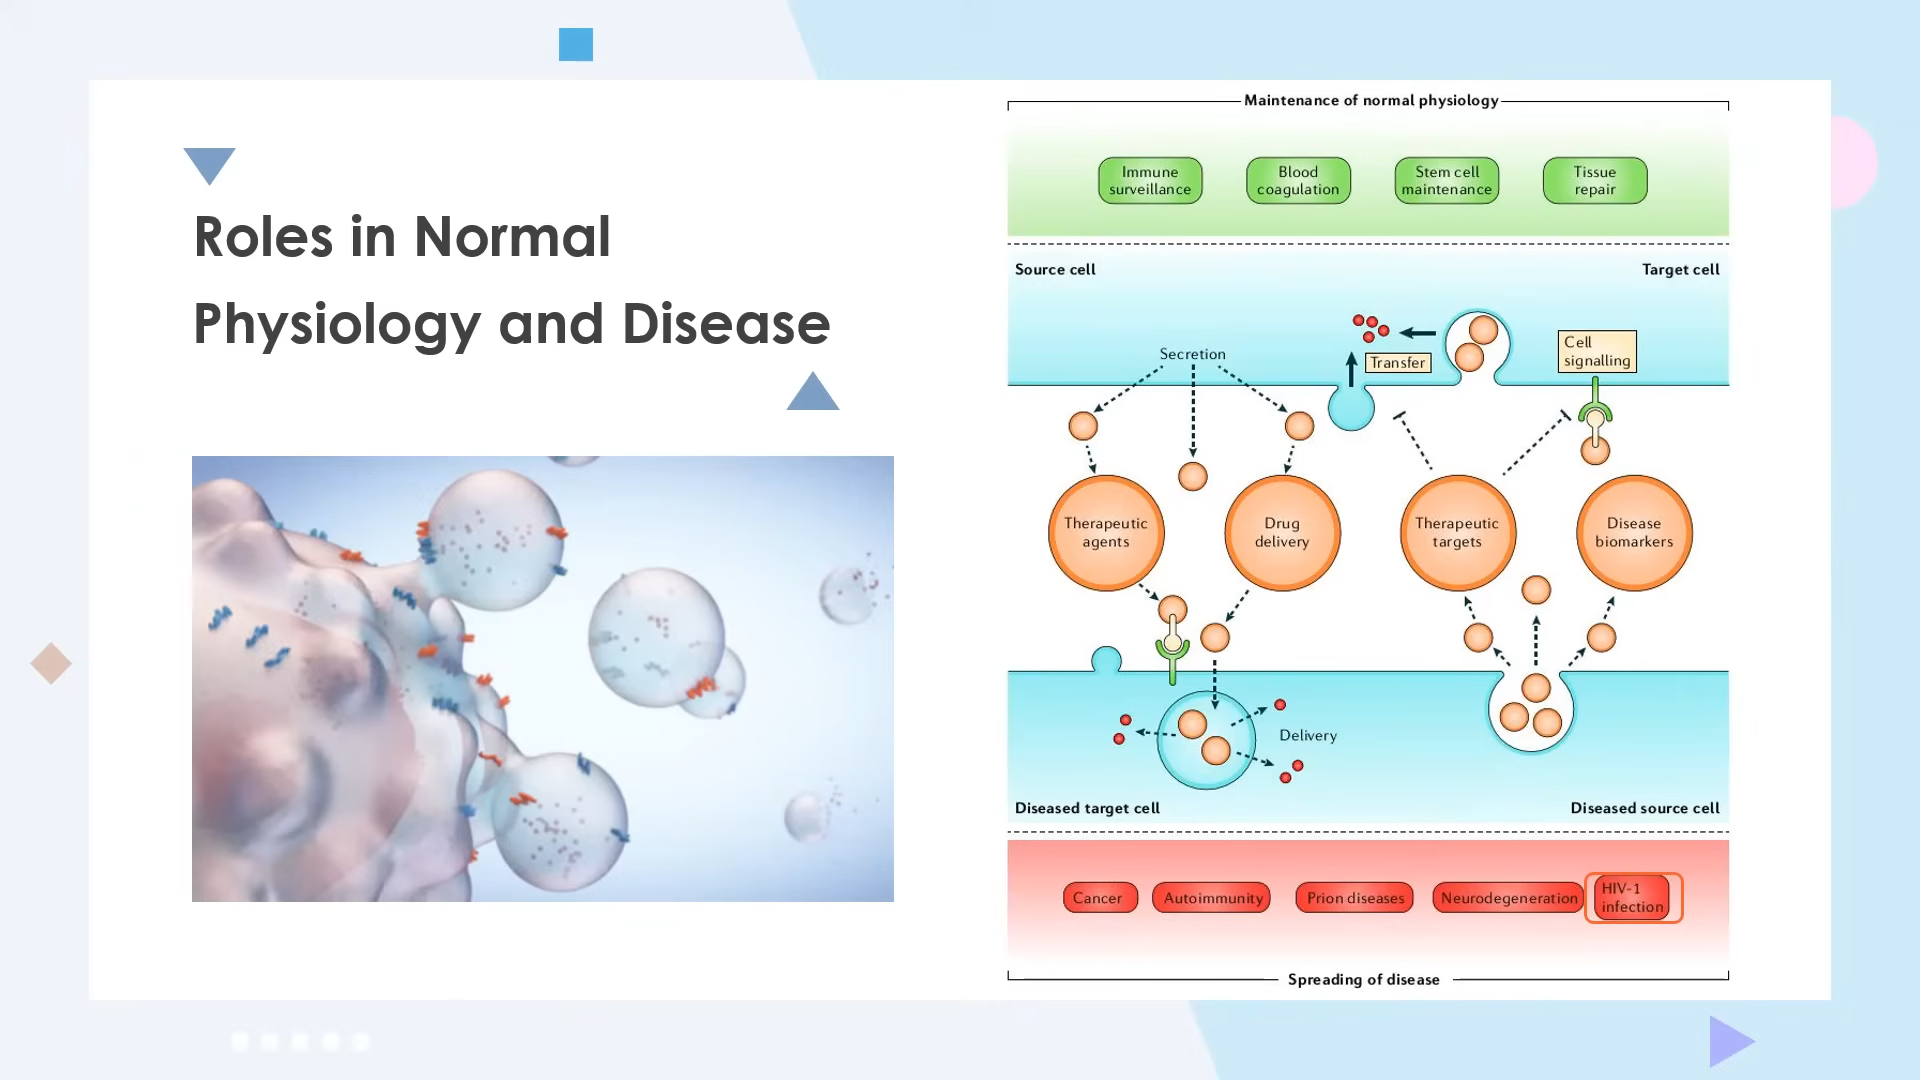 Roles in Normal
Physiology and Disease
Maintenance of normal physiology
Immune
surveillance
Blood
coagulation
Stem cell
maintenance
Tissue
repair
Source cell
Target cell
Secretion
Transfer
Cell
signalling
Therapeutic
agents
Drug
delivery
Therapeutic
targets
Disease
biomarkers
Delivery
Diseased target cell
Diseased source cell
Cancer
Autoimmunity
Prion diseases
Neurodegeneration
HIV-1
infection
Spreading of disease